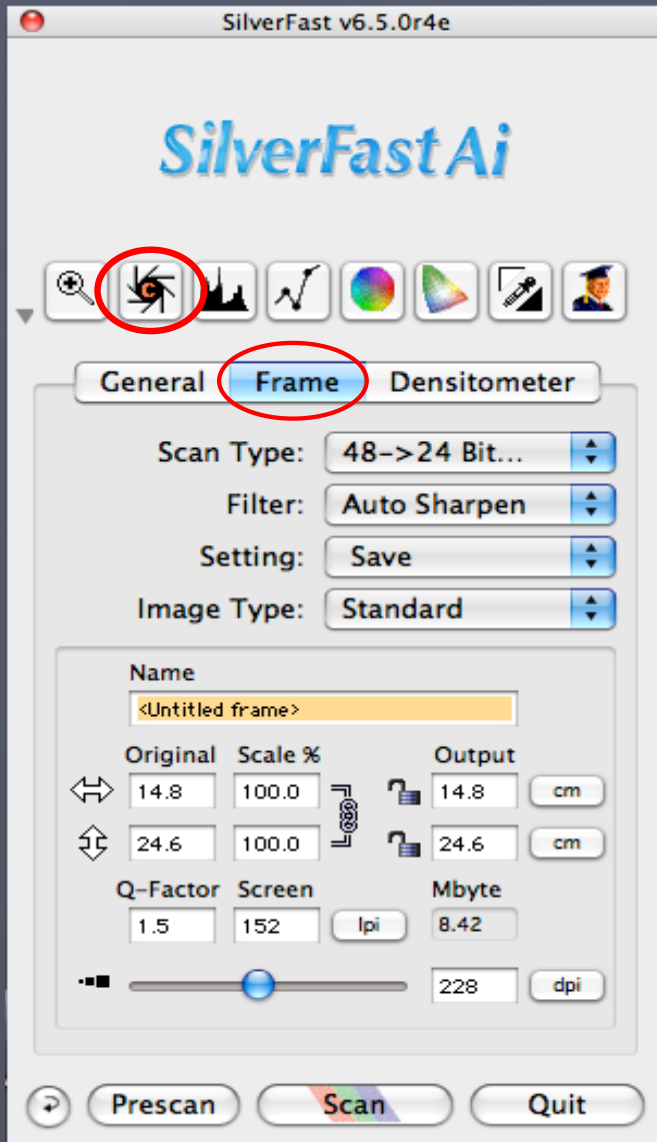 SilverFast v6.5.0r4e
SilverFast Ai
C
General Frame Densitometer
Scan Type: 48->24 Bit...
Filter: Auto Sharpen
Setting: Save
Image Type: Standard
Name
<Untitled frame>
Original Scale % Output
14.8 100.0 14.8 cm
24.6 100.0 24.6 cm
Q-Factor Screen Mbyte
1.5 152 lpi 8.42
228 dpi
Prescan Scan Quit